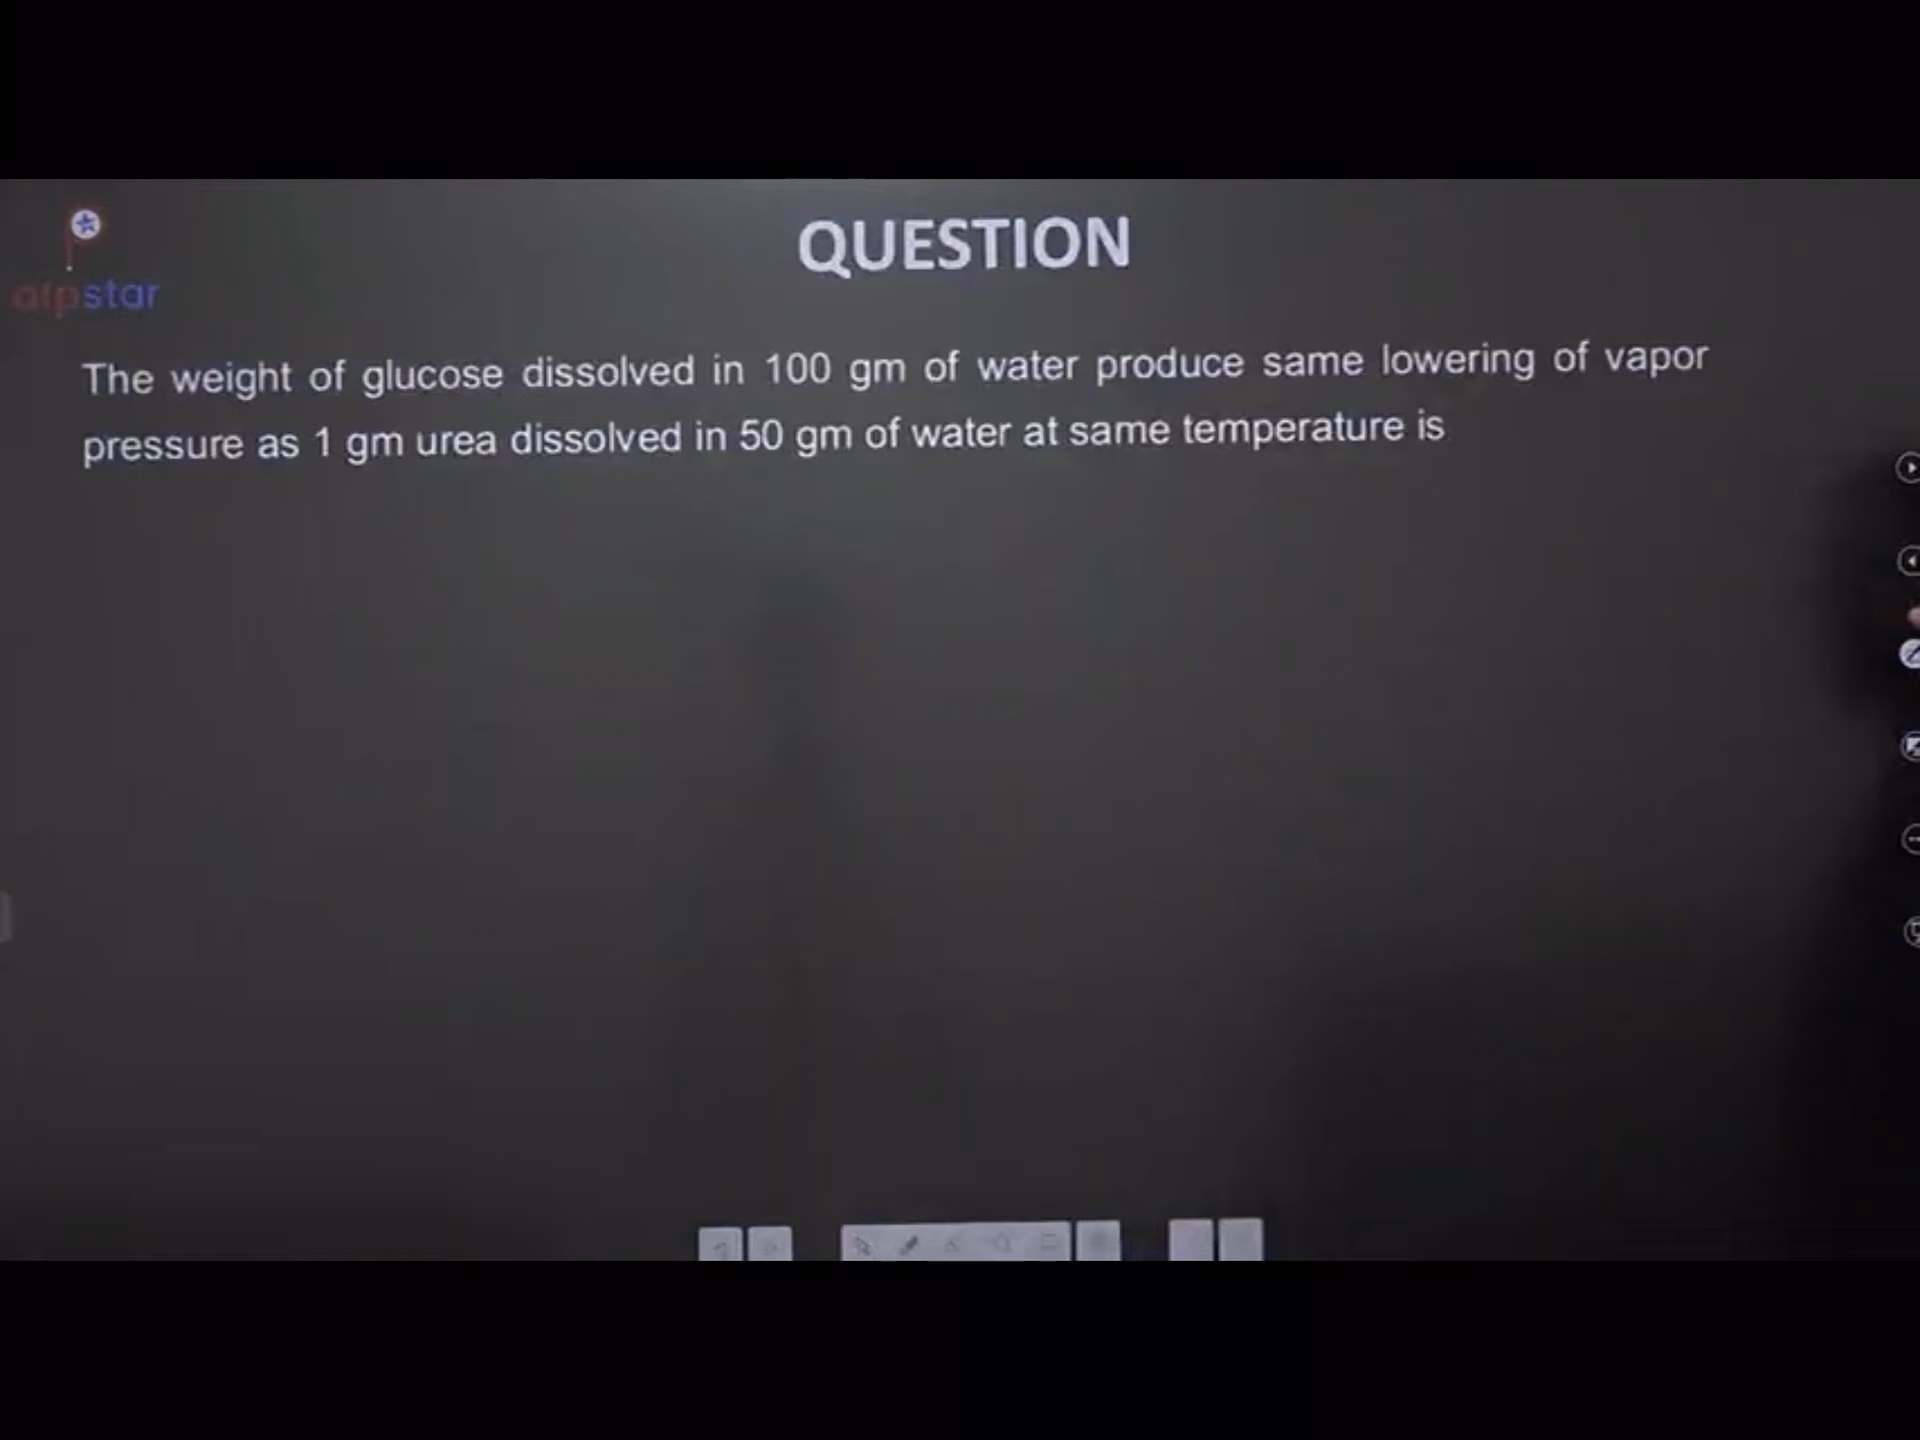 QUESTION
alpstar
The weight of glucose dissolved in 100 gm of water produce same lowering of vapor
pressure as 1 gm urea dissolved in 50 gm of water at same temperature is